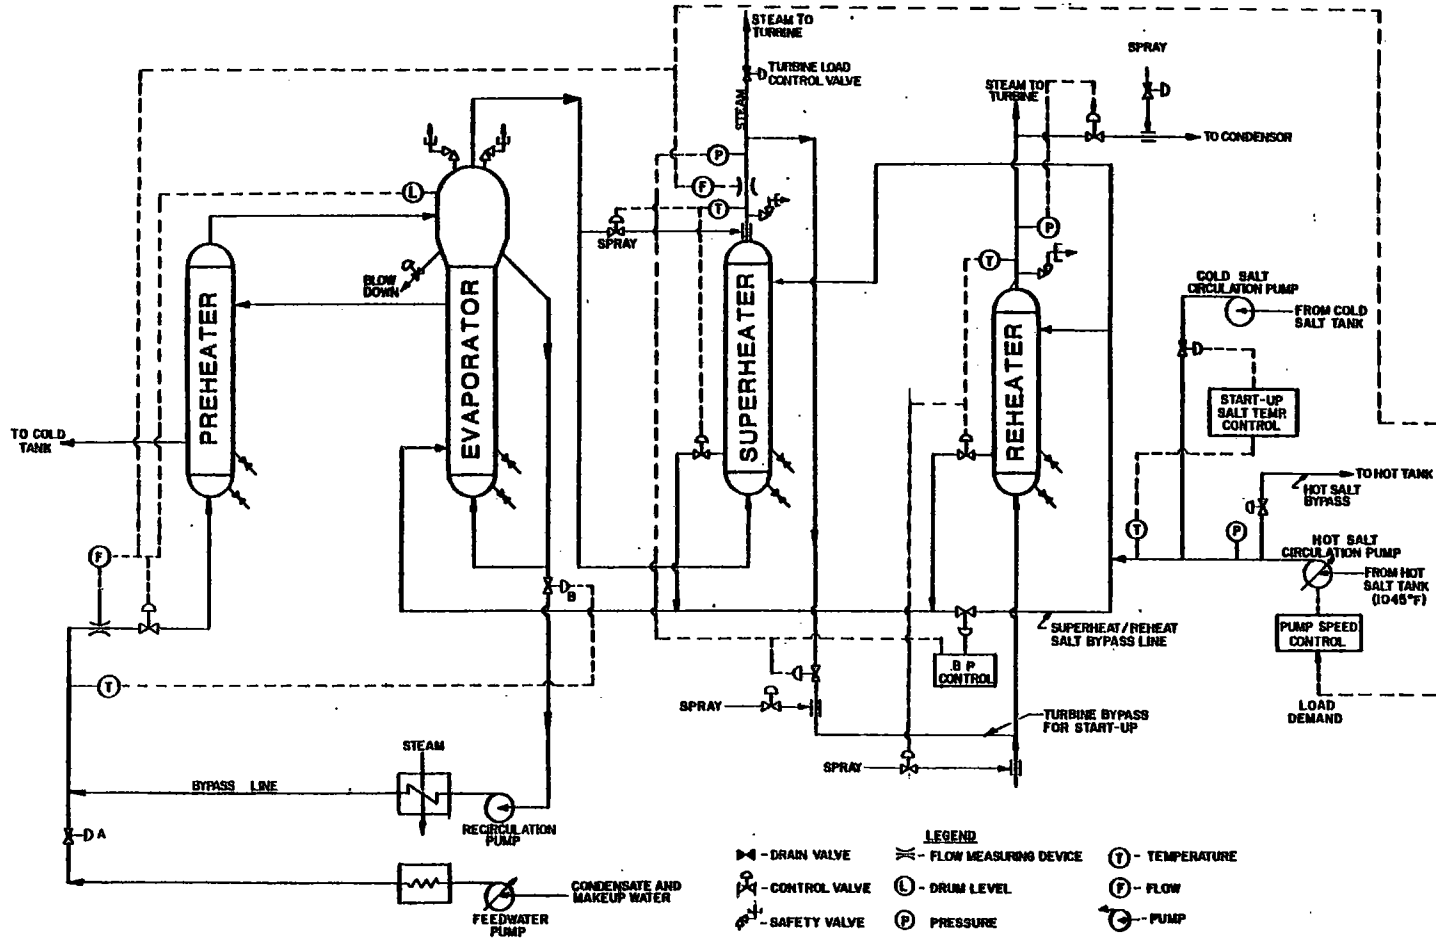 STEAM TO
TURBINE
TURBINE LOAD
CONTROL VALVE
STEAM
SPRAY
STEAM TO
TURBINE
TO CONDENSOR
P
F
T
L
SPRAY
P
T
BLOW
DOWN
PREHEATER
EVAPORATOR
SUPERHEATER
REHEATER
COLD SALT
CIRCULATION PUMP
FROM COLD
SALT TANK
START-UP
SALT TEMP.
CONTROL
TO COLD
TANK
TO HOT TANK
HOT SALT
BYPASS
T
P
HOT SALT
CIRCULATION PUMP
FROM HOT
SALT TANK
(1045°F)
F
B
SUPERHEAT/REHEAT
SALT BYPASS LINE
PUMP SPEED
CONTROL
B P
CONTROL
T
SPRAY
LOAD
DEMAND
TURBINE BYPASS
FOR START-UP
STEAM
SPRAY
BYPASS LINE
RECIRCULATION
PUMP
A
CONDENSATE AND
MAKEUP WATER
FEEDWATER
PUMP
LEGEND
- DRAIN VALVE
- FLOW MEASURING DEVICE
T - TEMPERATURE
- CONTROL VALVE
L - DRUM LEVEL
F - FLOW
- SAFETY VALVE
P PRESSURE
- PUMP